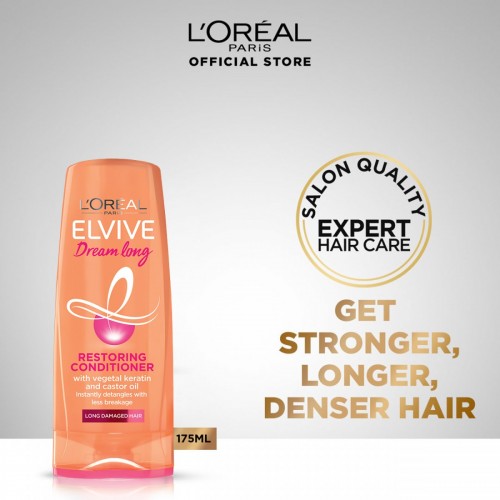 L'ORÉAL
PARIS
OFFICIAL STORE
L'ORÉAL
PARIS
ELVIVE
Dream long
RESTORING
CONDITIONER
with vegetal keratin
and castor oil
instantly detangles with
less breakage
LONG DAMAGED HAIR
175ML
SALON QUALITY
EXPERT
HAIR CARE
GET
STRONGER,
LONGER,
DENSER HAIR